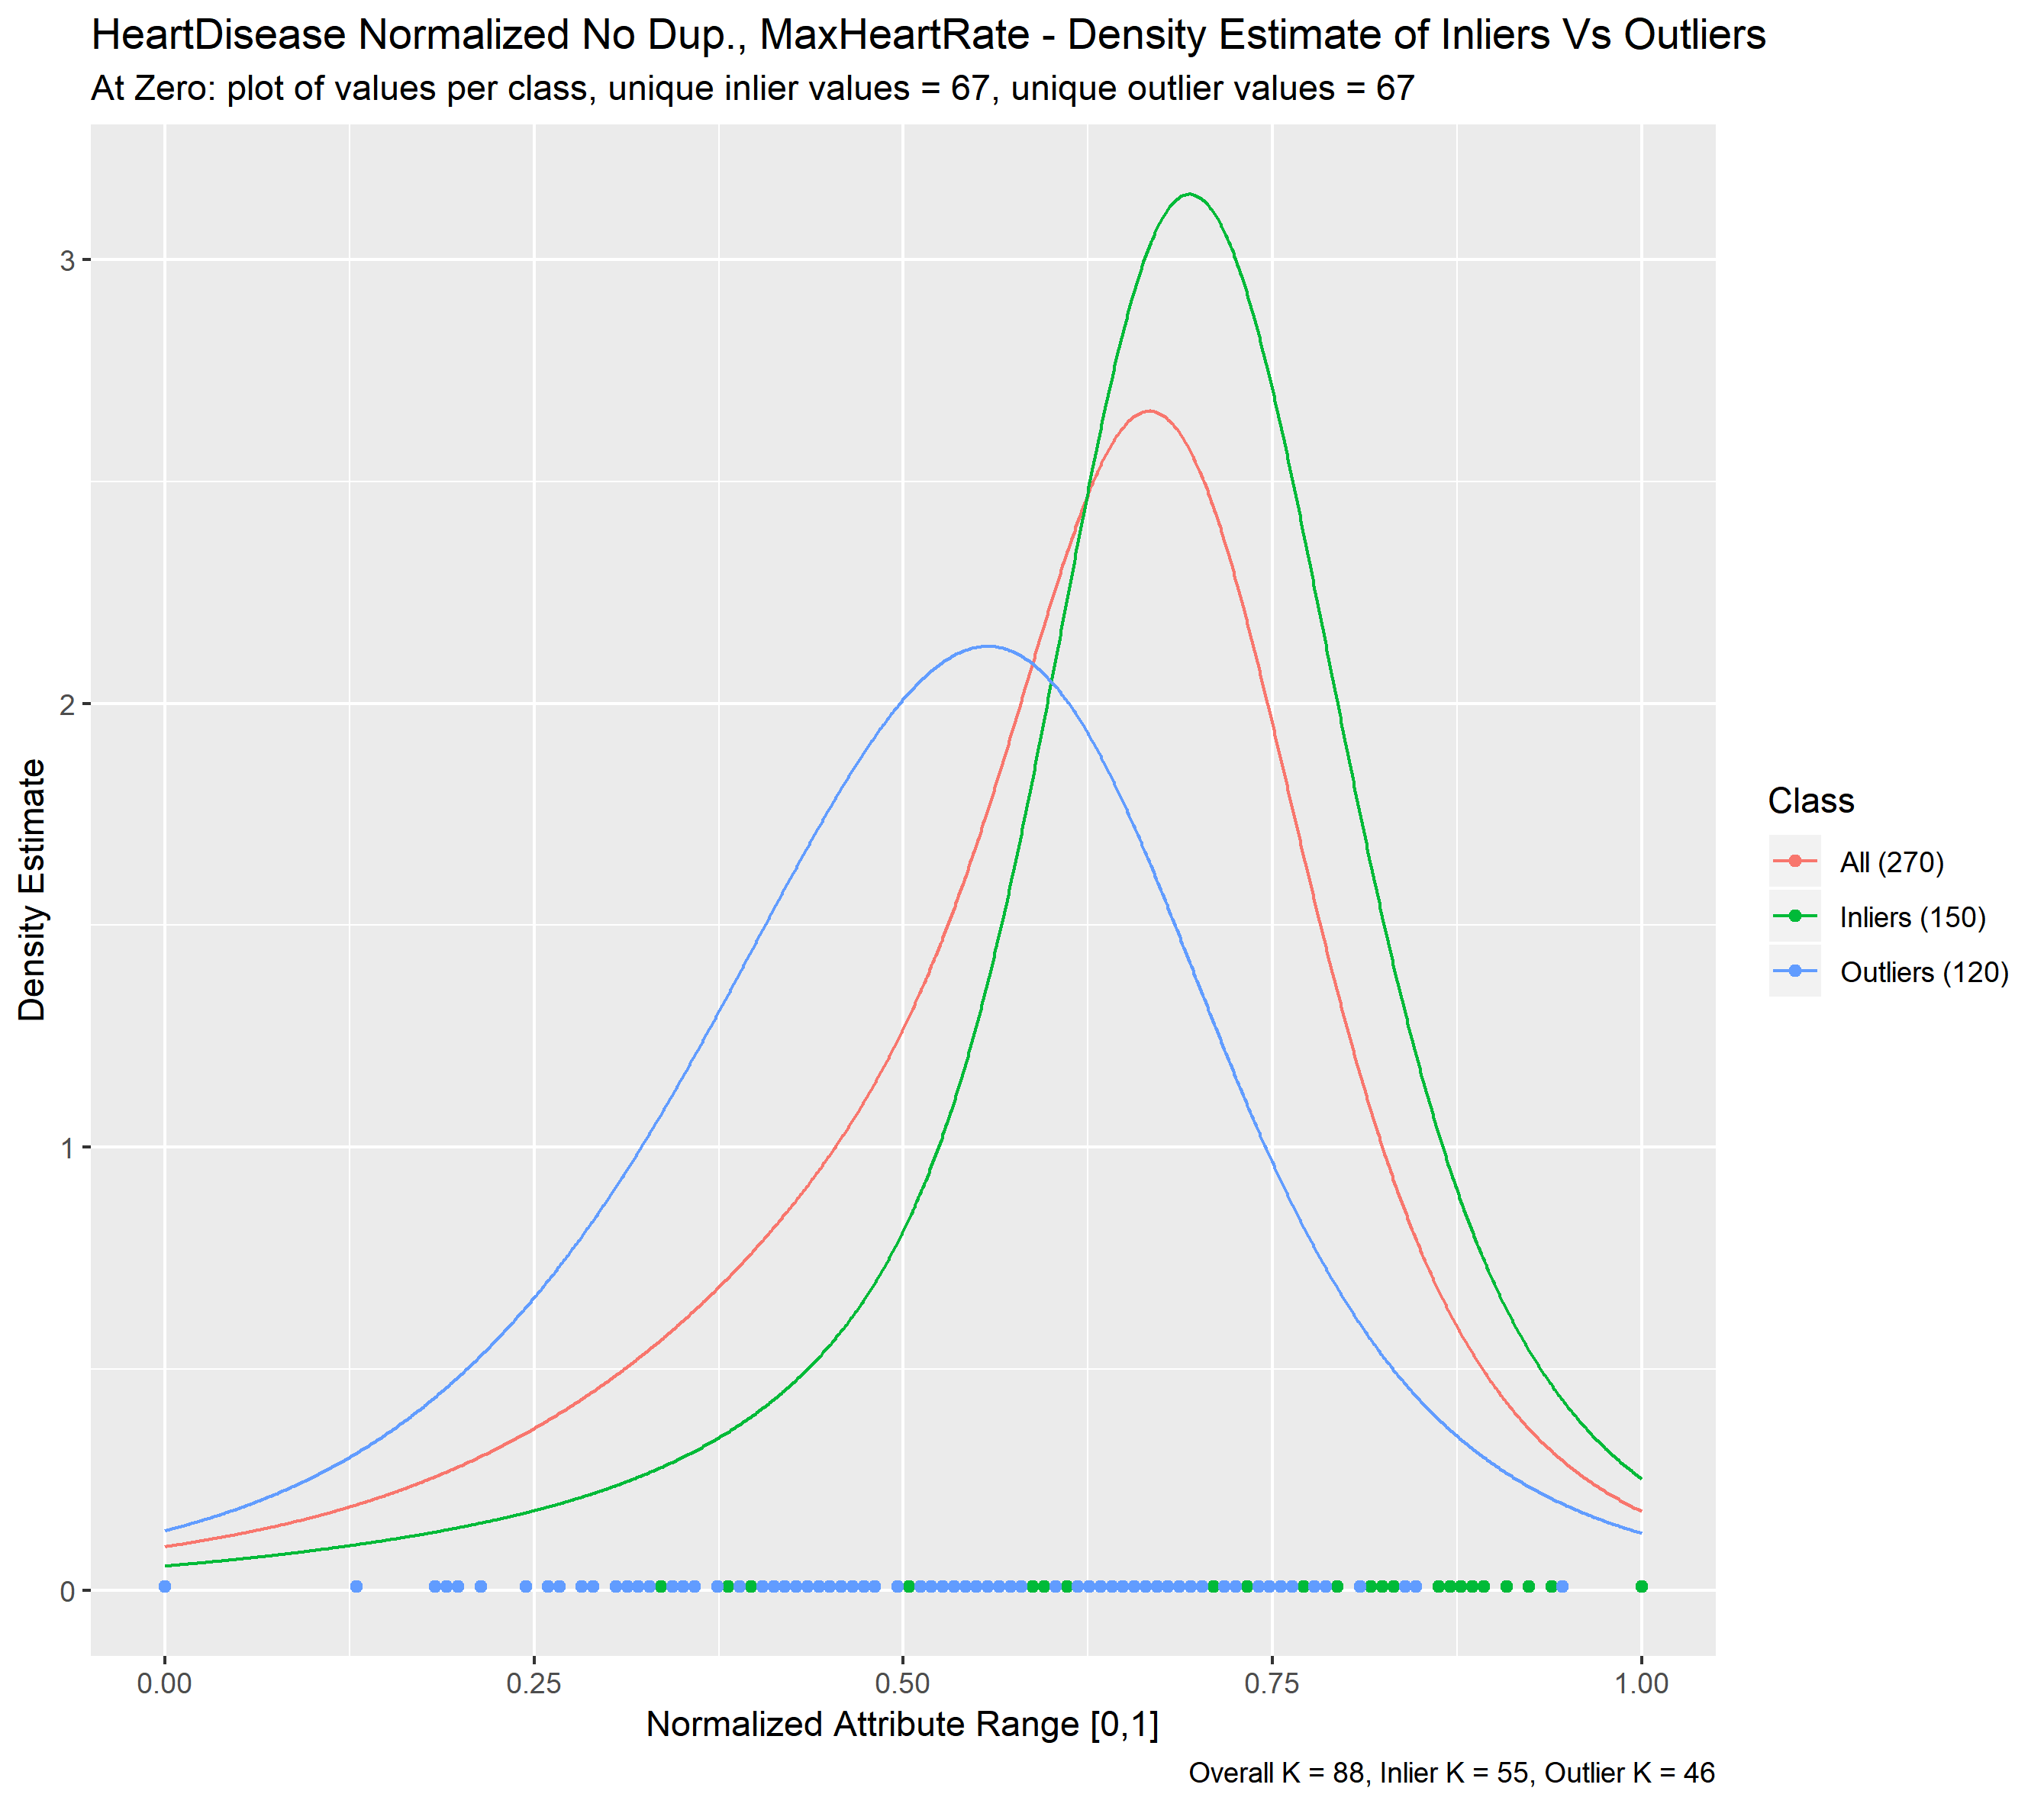 HeartDisease Normalized No Dup., MaxHeartRate - Density Estimate of Inliers Vs Outliers
At Zero: plot of values per class, unique inlier values = 67, unique outlier values = 67
3
2
1
0
Density Estimate
Class
All (270)
Inliers (150)
Outliers (120)
0.00 0.25 0.50 0.75 1.00
Normalized Attribute Range [0,1]
Overall K = 88, Inlier K = 55, Outlier K = 46